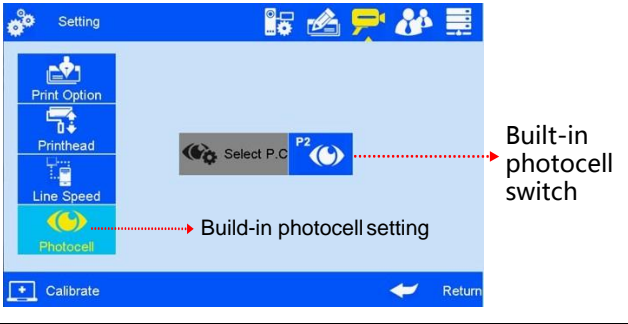 Setting
Print Option
Printhead
Line Speed
Photocell
Select P.C
P2
Built-in
photocell
switch
Build-in photocell setting
Calibrate
Return